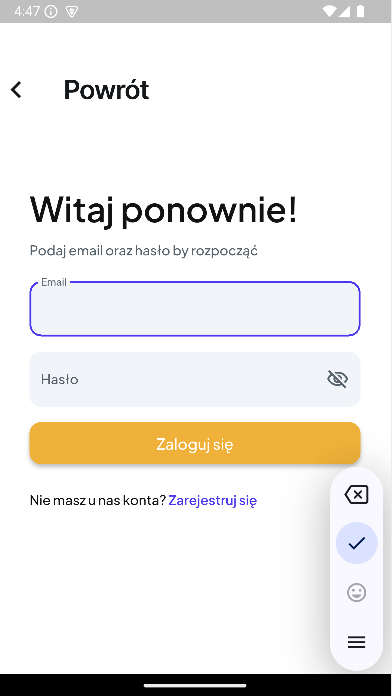 4:47
Powrót
Witaj ponownie!
Podaj email oraz hasło by rozpocząć
Email
Hasło
Zaloguj się
Nie masz u nas konta? Zarejestruj się